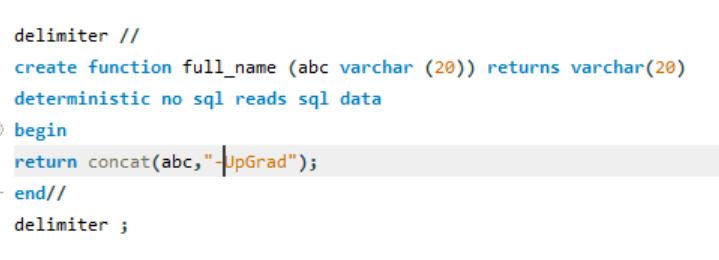 delimiter //
create function full_name (abc varchar (20)) returns varchar(20)
deterministic no sql reads sql data
begin
return concat(abc,"-UpGrad");
end//
delimiter ;